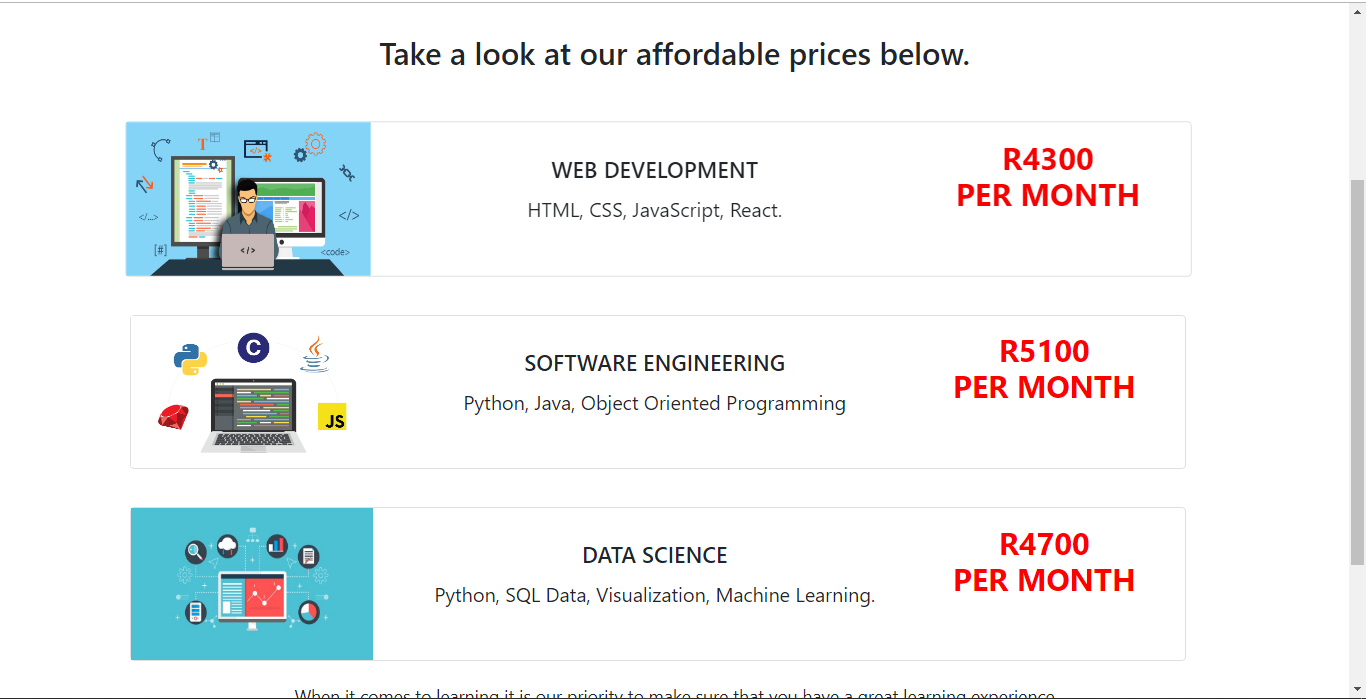 Take a look at our affordable prices below.
T
</>
</...>
</>
[#]
</>
<code>
WEB DEVELOPMENT
HTML, CSS, JavaScript, React.
R4300
PER MONTH
C
JS
SOFTWARE ENGINEERING
Python, Java, Object Oriented Programming
R5100
PER MONTH
DATA SCIENCE
Python, SQL Data, Visualization, Machine Learning.
R4700
PER MONTH
When it comes to learning it is our priority to make sure that you have a great learning experience